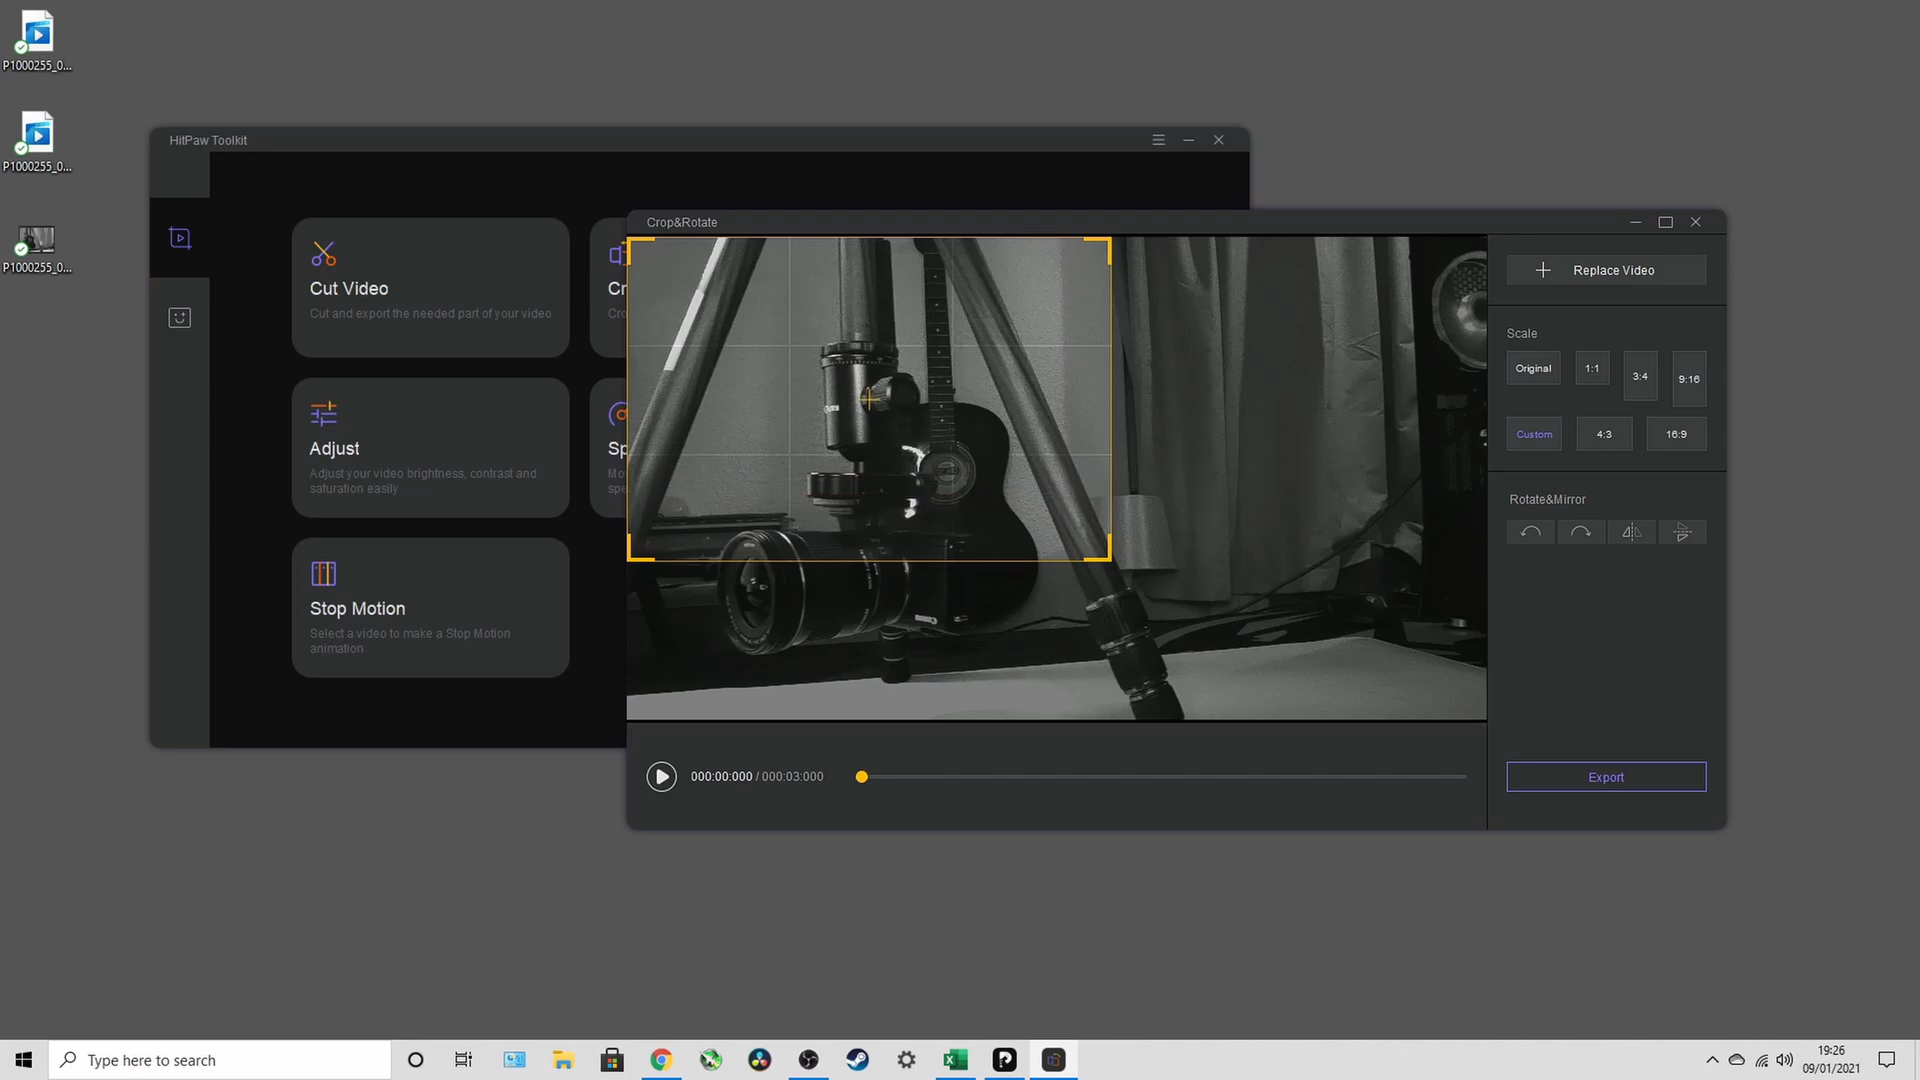 P1000255_0...
P1000255_0...
P1000255_0...
HitPaw Toolkit
Cut Video
Cut and export the needed part of your video
Cr
Cro
Adjust
Adjust your video brightness, contrast and
saturation easily
Sp
Mo
spe
Stop Motion
Select a video to make a Stop Motion
animation
Crop&Rotate
Replace Video
Scale
Original
1:1
3:4
9:16
Custom
4:3
16:9
Rotate&Mirror
000:00:000 / 000:03:000
Export
Type here to search
19:26
09/01/2021